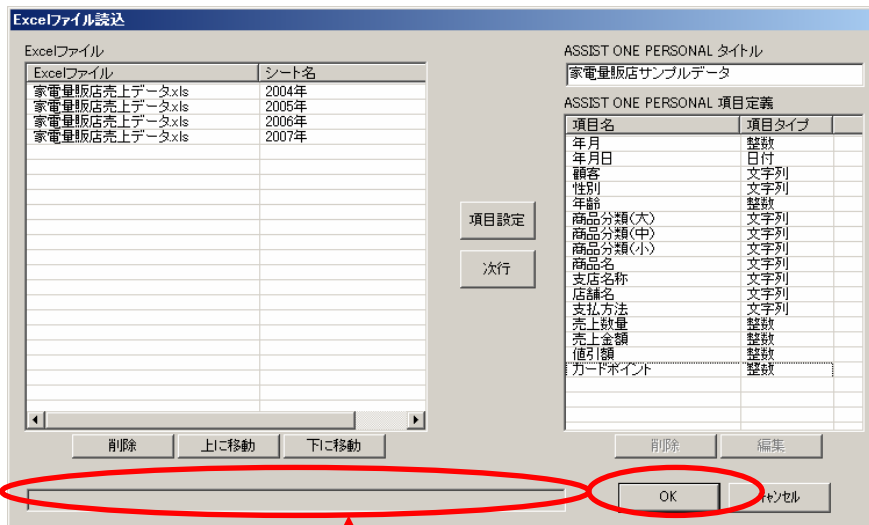 Excelファイル読込
Excelファイル
Excelファイル シート名
家電量販店売上データ.xls 2004年
家電量販店売上データ.xls 2005年
家電量販店売上データ.xls 2006年
家電量販店売上データ.xls 2007年
削除 上に移動 下に移動
項目設定
次行
ASSIST ONE PERSONAL タイトル
家電量販店サンプルデータ
ASSIST ONE PERSONAL 項目定義
項目名 項目タイプ
年月 整数
年月日 日付
顧客 文字列
性別 文字列
年齢 整数
商品分類(大) 文字列
商品分類(中) 文字列
商品分類(小) 文字列
商品名 文字列
支店名称 文字列
店舗名 文字列
支払方法 文字列
売上数量 整数
売上金額 整数
値引額 整数
カードポイント 整数
削除 編集
OK キャンセル